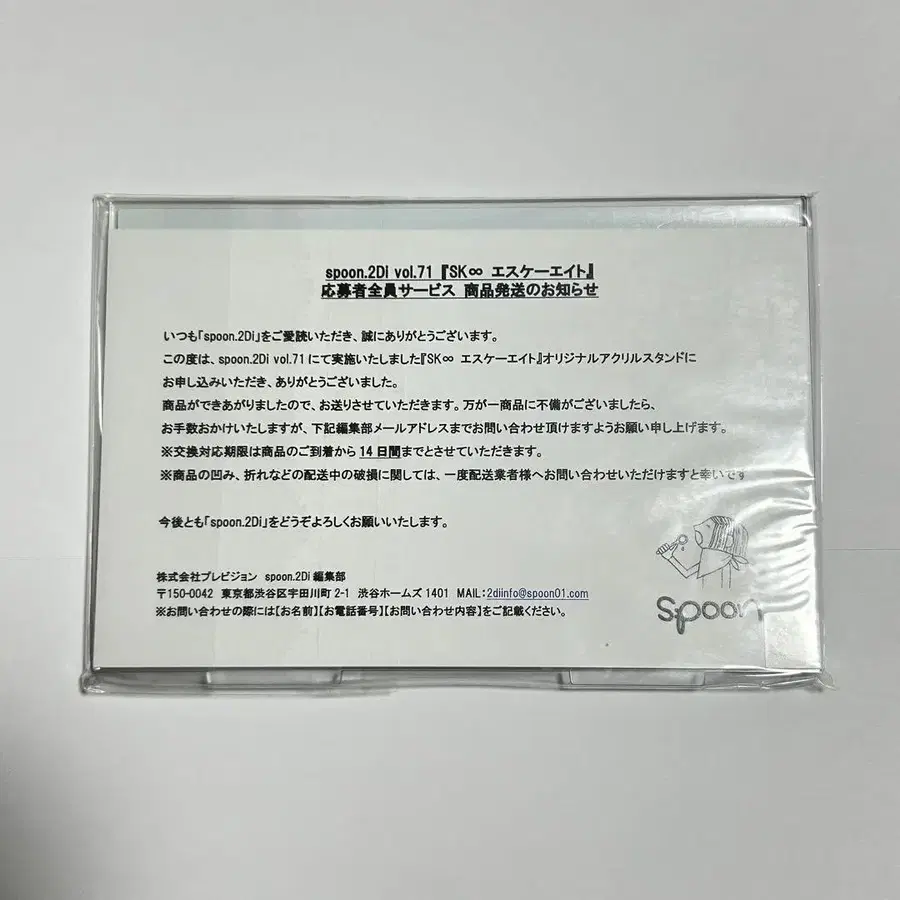 spoon.2Di vol.71 『SK∞ エスケーエイト』
応募者全員サービス 商品発送のお知らせ
いつも「spoon.2Di」をご愛読いただき、誠にありがとうございます。
この度は、spoon.2Di vol.71 にて実施いたしました『SK∞ エスケーエイト』オリジナルアクリルスタンドに
お申し込みいただき、ありがとうございました。
商品ができあがりましたので、お送りさせていただきます。万が一商品に不備がございましたら、
お手数おかけいたしますが、下記編集部メールアドレスまでお問い合わせ頂けますようお願い申し上げます。
※交換対応期限は商品のご到着から 14 日間までとさせていただきます。
※商品の凹み、折れなどの配送中の破損に関しては、一度配送業者様へお問い合わせいただけますと幸いです
今後とも「spoon.2Di」をどうぞよろしくお願いいたします。
株式会社プレビジョン spoon.2Di 編集部
〒150-0042 東京都渋谷区宇田川町 2-1 渋谷ホームズ 1401 MAIL:2diinfo@spoon01.com
※お問い合わせの際には【お名前】【お電話番号】【お問い合わせ内容】をご記載ください。
spoon